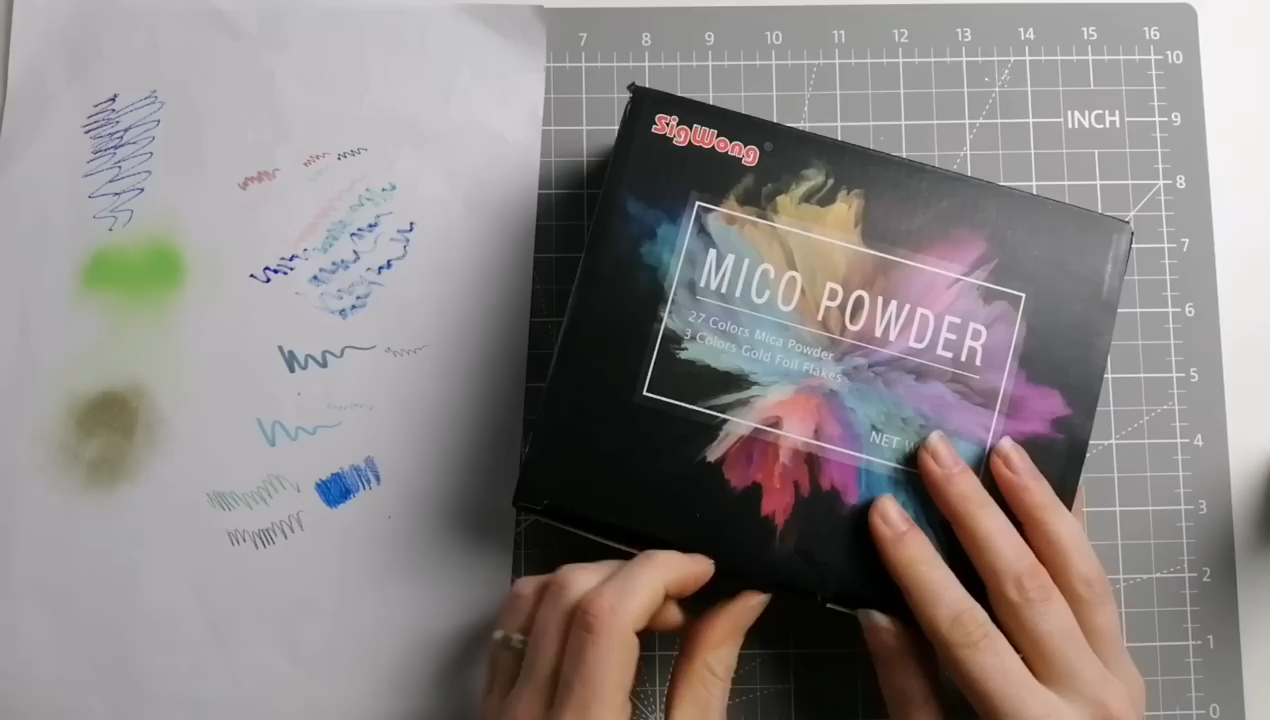 7 8 9 10 11 12 13 14 15 16
10
INCH
9
8
7
6
5
4
3
2
1
0
SigWong®
MICO POWDER
27 Colors Mica Powder
3 Colors Gold Foil Flakes
NET